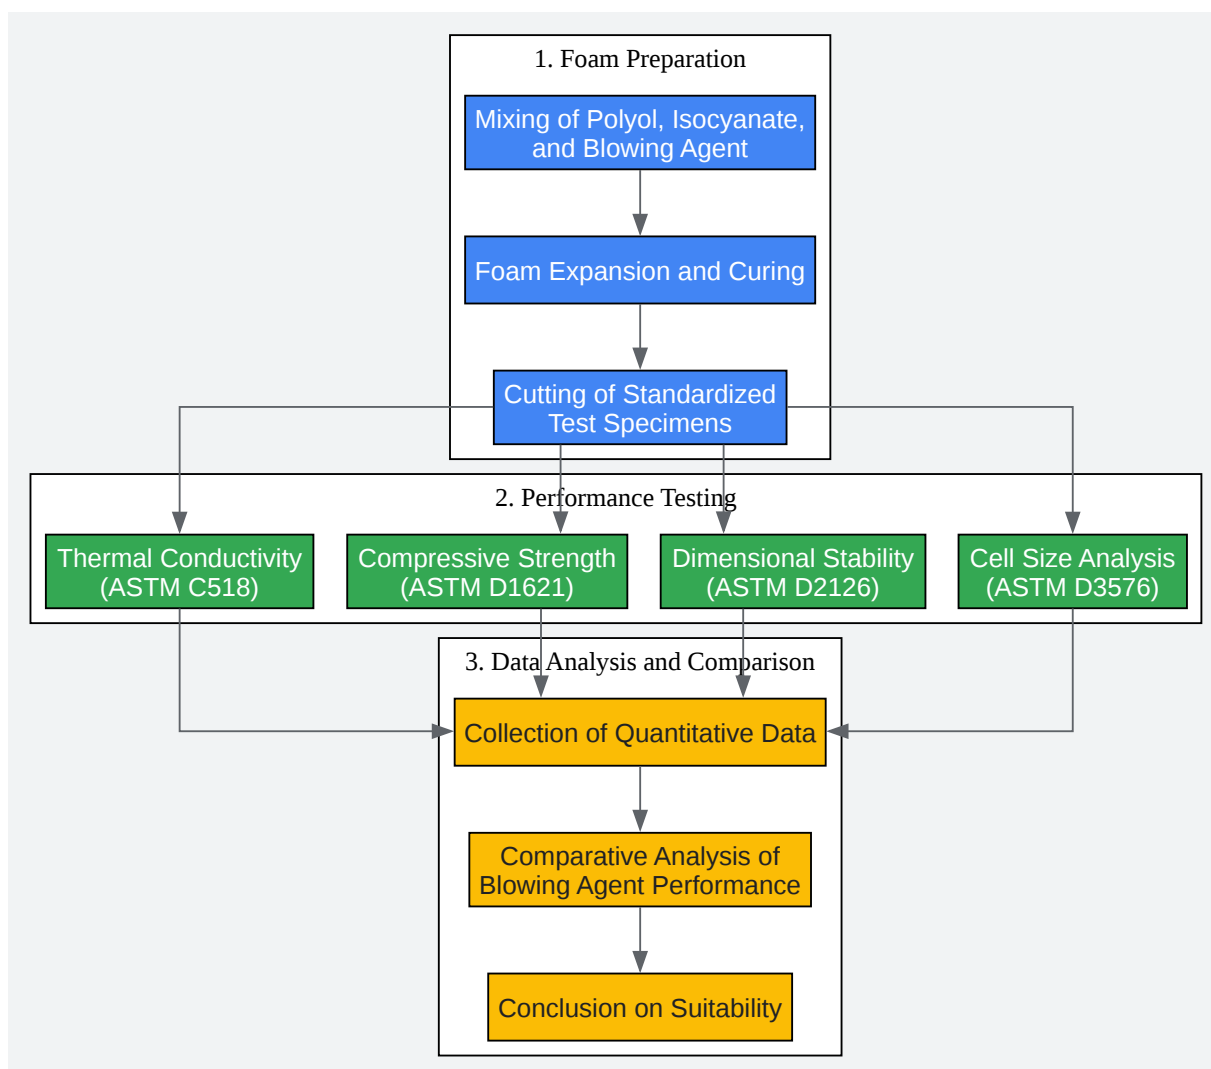 1. Foam Preparation
Mixing of Polyol, Isocyanate,
and Blowing Agent
Foam Expansion and Curing
Cutting of Standardized
Test Specimens
2. Performance Testing
Thermal Conductivity
(ASTM C518)
Compressive Strength
(ASTM D1621)
Dimensional Stability
(ASTM D2126)
Cell Size Analysis
(ASTM D3576)
3. Data Analysis and Comparison
Collection of Quantitative Data
Comparative Analysis of
Blowing Agent Performance
Conclusion on Suitability